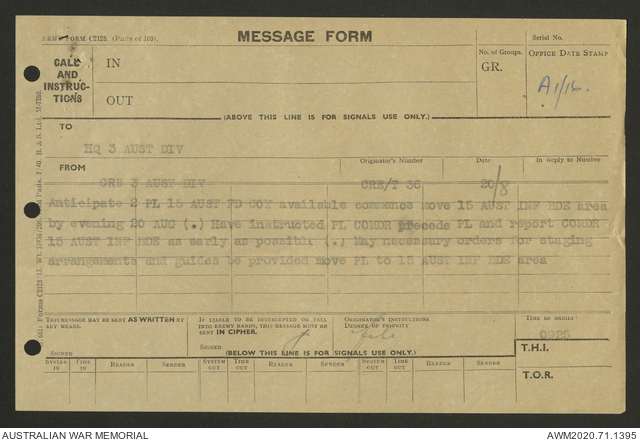 ARMY FORM C2128. (Pads of 100).
MESSAGE FORM
Serial No.
CALL AND INSTRUC- TIONS
IN
OUT
No. of Groups.
GR.
OFFICE DATE STAMP
A1/16
(ABOVE THIS LINE IS FOR SIGNALS USE ONLY.)
TO
HQ 3 AUST DIV
FROM
Originator's Number
Date
In Reply to Number
CRE 3 AUST DIV
CRE/T 36
20/8
Anticipate 2 PL 15 AUST FD COY available commence move 15 AUST INF BDE area
by evening 20 AUG (.) Have instructed PL COMDR precede PL and report COMDR
15 AUST INF BDE as early as possible (.) May necessary orders for staging
arrangements and guides be provided move PL to 15 AUST INF BDE area
THIS MESSAGE MAY BE SENT AS WRITTEN BY ANY MEANS.
SIGNED
IF LIABLE TO BE INTERCEPTED OR FALL INTO ENEMY HANDS, THIS MESSAGE MUST BE SENT IN CIPHER.
SIGNED
ORIGINATOR'S INSTRUCTIONS DEGREE OF PRIORITY
TIME OF ORIGIN
0925
(BELOW THIS LINE IS FOR SIGNALS USE ONLY.)
T.H.I.
T.O.R.
SYSTEM IN
TIME IN
READER
SENDER
SYSTEM OUT
TIME OUT
READER
SENDER
SYSTEM OUT
TIME OUT
READER
SENDER
AUSTRALIAN WAR MEMORIAL
AWM2020.71.1395